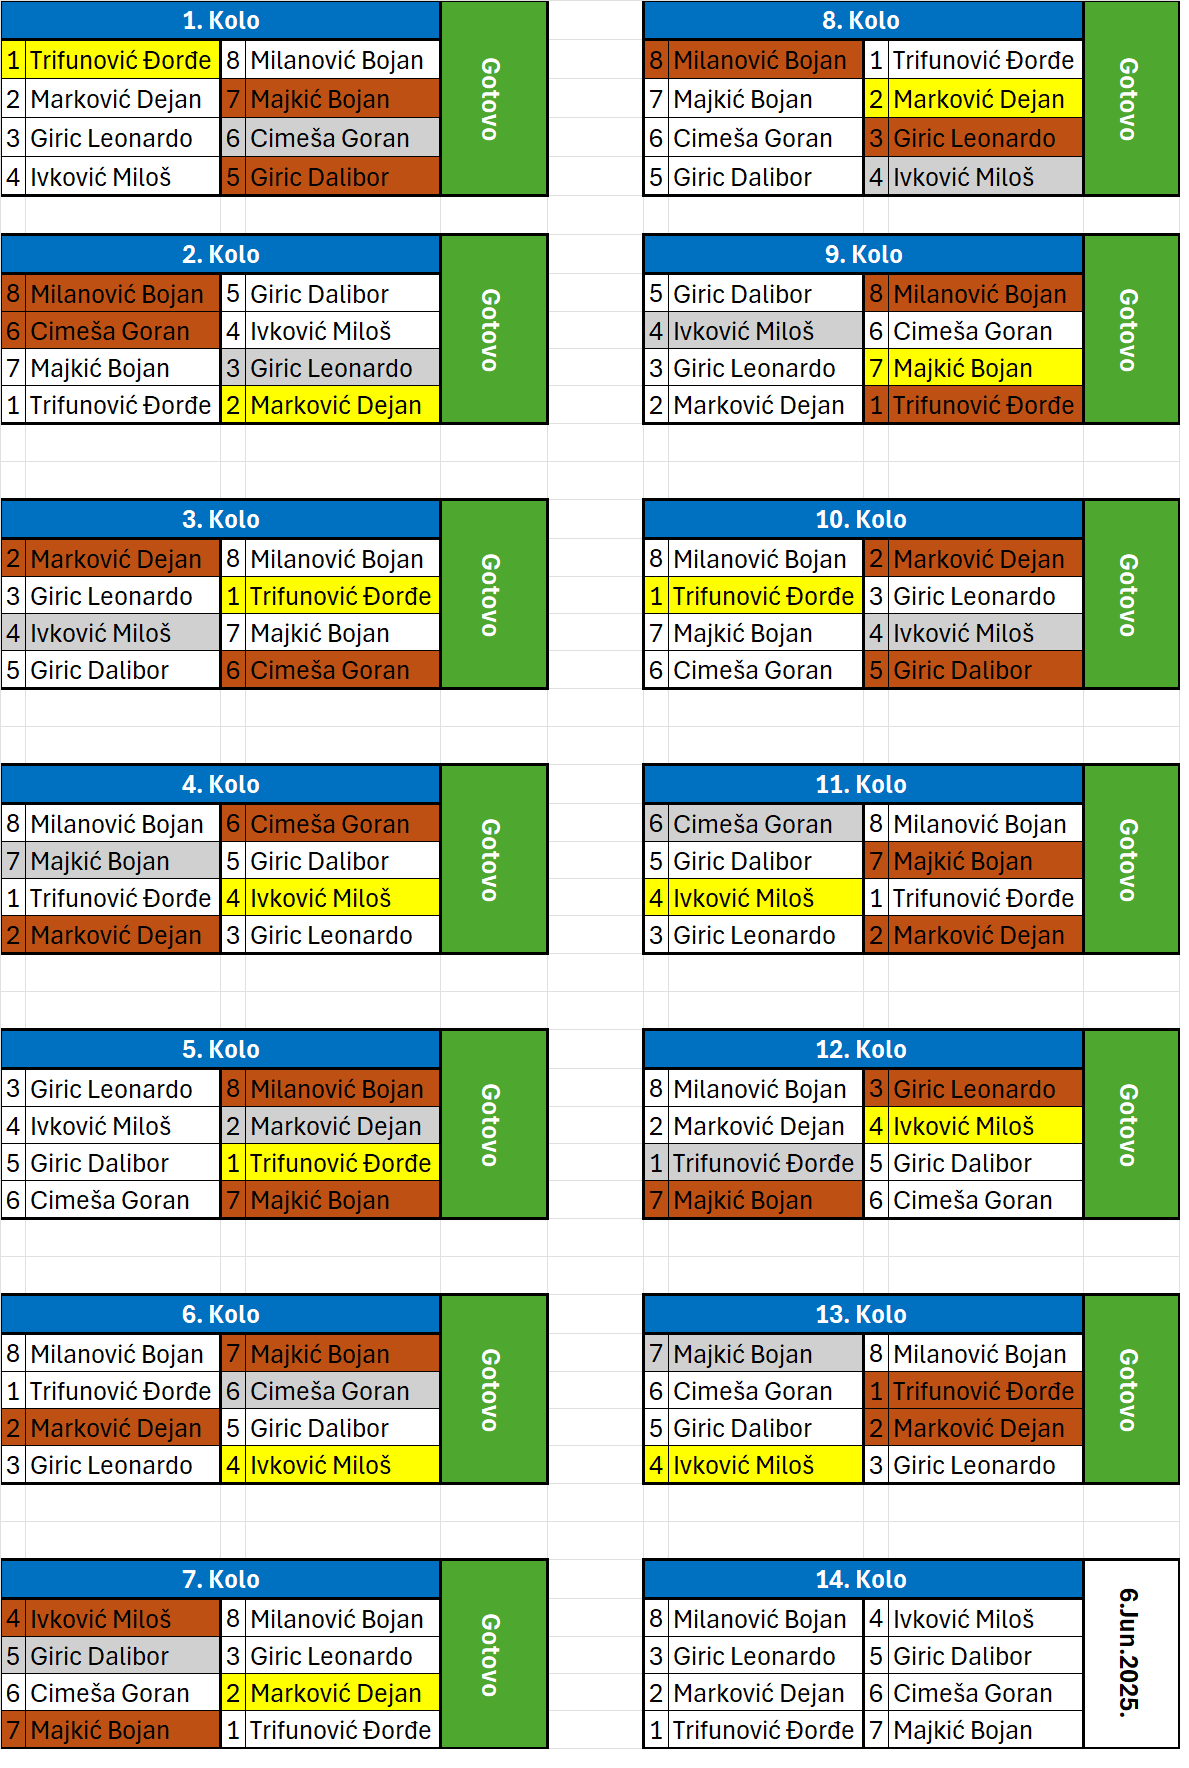 1. Kolo
1 Trifunović Đorđe 8 Milanović Bojan
2 Marković Dejan 7 Majkić Bojan
3 Giric Leonardo 6 Cimeša Goran
4 Ivković Miloš 5 Giric Dalibor
Gotovo
8. Kolo
8 Milanović Bojan 1 Trifunović Đorđe
7 Majkić Bojan 2 Marković Dejan
6 Cimeša Goran 3 Giric Leonardo
5 Giric Dalibor 4 Ivković Miloš
Gotovo
2. Kolo
8 Milanović Bojan 5 Giric Dalibor
6 Cimeša Goran 4 Ivković Miloš
7 Majkić Bojan 3 Giric Leonardo
1 Trifunović Đorđe 2 Marković Dejan
Gotovo
9. Kolo
5 Giric Dalibor 8 Milanović Bojan
4 Ivković Miloš 6 Cimeša Goran
3 Giric Leonardo 7 Majkić Bojan
2 Marković Dejan 1 Trifunović Đorđe
Gotovo
3. Kolo
2 Marković Dejan 8 Milanović Bojan
3 Giric Leonardo 1 Trifunović Đorđe
4 Ivković Miloš 7 Majkić Bojan
5 Giric Dalibor 6 Cimeša Goran
Gotovo
10. Kolo
8 Milanović Bojan 2 Marković Dejan
1 Trifunović Đorđe 3 Giric Leonardo
7 Majkić Bojan 4 Ivković Miloš
6 Cimeša Goran 5 Giric Dalibor
Gotovo
4. Kolo
8 Milanović Bojan 6 Cimeša Goran
7 Majkić Bojan 5 Giric Dalibor
1 Trifunović Đorđe 4 Ivković Miloš
2 Marković Dejan 3 Giric Leonardo
Gotovo
11. Kolo
6 Cimeša Goran 8 Milanović Bojan
5 Giric Dalibor 7 Majkić Bojan
4 Ivković Miloš 1 Trifunović Đorđe
3 Giric Leonardo 2 Marković Dejan
Gotovo
5. Kolo
3 Giric Leonardo 8 Milanović Bojan
4 Ivković Miloš 2 Marković Dejan
5 Giric Dalibor 1 Trifunović Đorđe
6 Cimeša Goran 7 Majkić Bojan
Gotovo
12. Kolo
8 Milanović Bojan 3 Giric Leonardo
2 Marković Dejan 4 Ivković Miloš
1 Trifunović Đorđe 5 Giric Dalibor
7 Majkić Bojan 6 Cimeša Goran
Gotovo
6. Kolo
8 Milanović Bojan 7 Majkić Bojan
1 Trifunović Đorđe 6 Cimeša Goran
2 Marković Dejan 5 Giric Dalibor
3 Giric Leonardo 4 Ivković Miloš
Gotovo
13. Kolo
7 Majkić Bojan 8 Milanović Bojan
6 Cimeša Goran 1 Trifunović Đorđe
5 Giric Dalibor 2 Marković Dejan
4 Ivković Miloš 3 Giric Leonardo
Gotovo
7. Kolo
4 Ivković Miloš 8 Milanović Bojan
5 Giric Dalibor 3 Giric Leonardo
6 Cimeša Goran 2 Marković Dejan
7 Majkić Bojan 1 Trifunović Đorđe
Gotovo
14. Kolo
8 Milanović Bojan 4 Ivković Miloš
3 Giric Leonardo 5 Giric Dalibor
2 Marković Dejan 6 Cimeša Goran
1 Trifunović Đorđe 7 Majkić Bojan
6.Jun.2025.